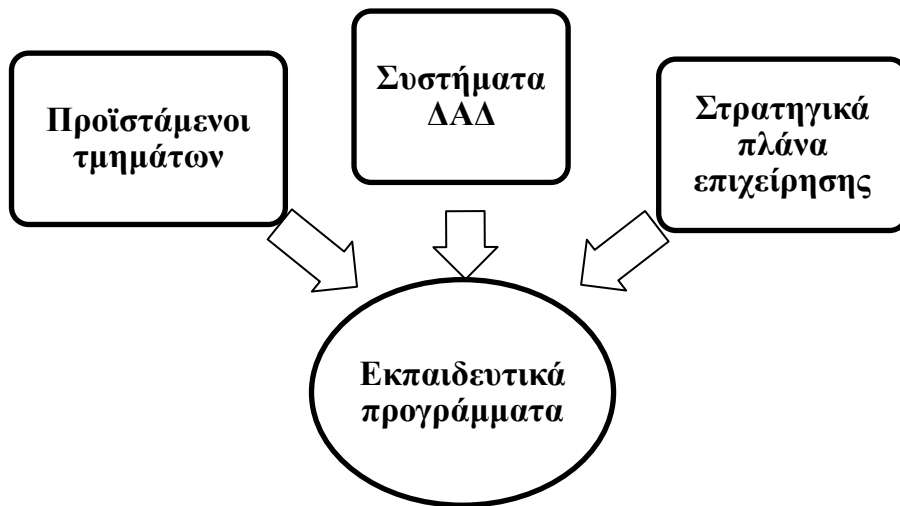 Προϊστάμενοι
τμημάτων
Συστήματα
ΔΑΔ
Στρατηγικά
πλάνα
επιχείρησης
Εκπαιδευτικά
προγράμματα